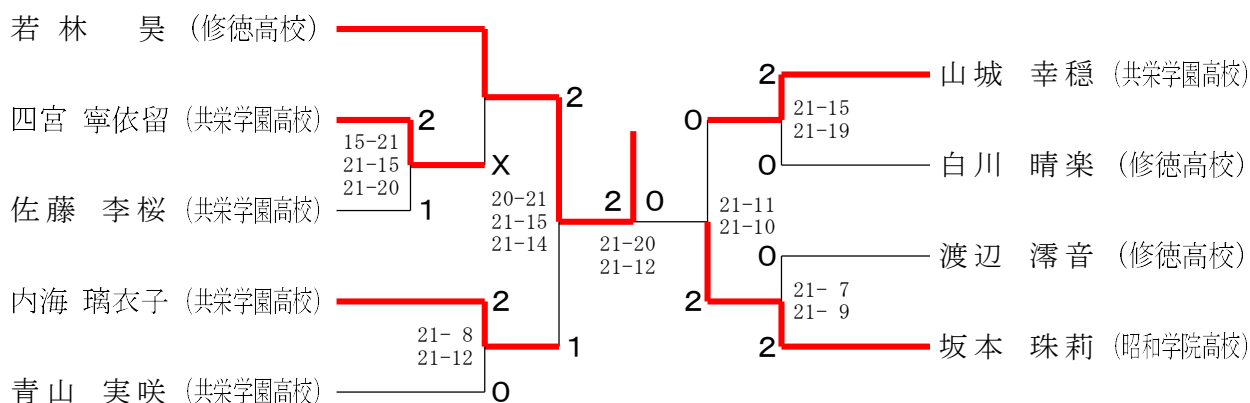 若林 昊 (修徳高校)
四宮 寧依留 (共栄学園高校)
2
15-21
21-15
21-20
X
佐藤 李桜 (共栄学園高校)
1
2
20-21
21-15
21-14
内海 璃衣子 (共栄学園高校)
2
21- 8
21-12
1
青山 実咲 (共栄学園高校)
0
2 0
21-20
21-12
2
山城 幸穏 (共栄学園高校)
0
21-15
21-19
0
白川 晴楽 (修徳高校)
21-11
21-10
0
渡辺 澪音 (修徳高校)
2
21- 7
21- 9
2
坂本 珠莉 (昭和学院高校)